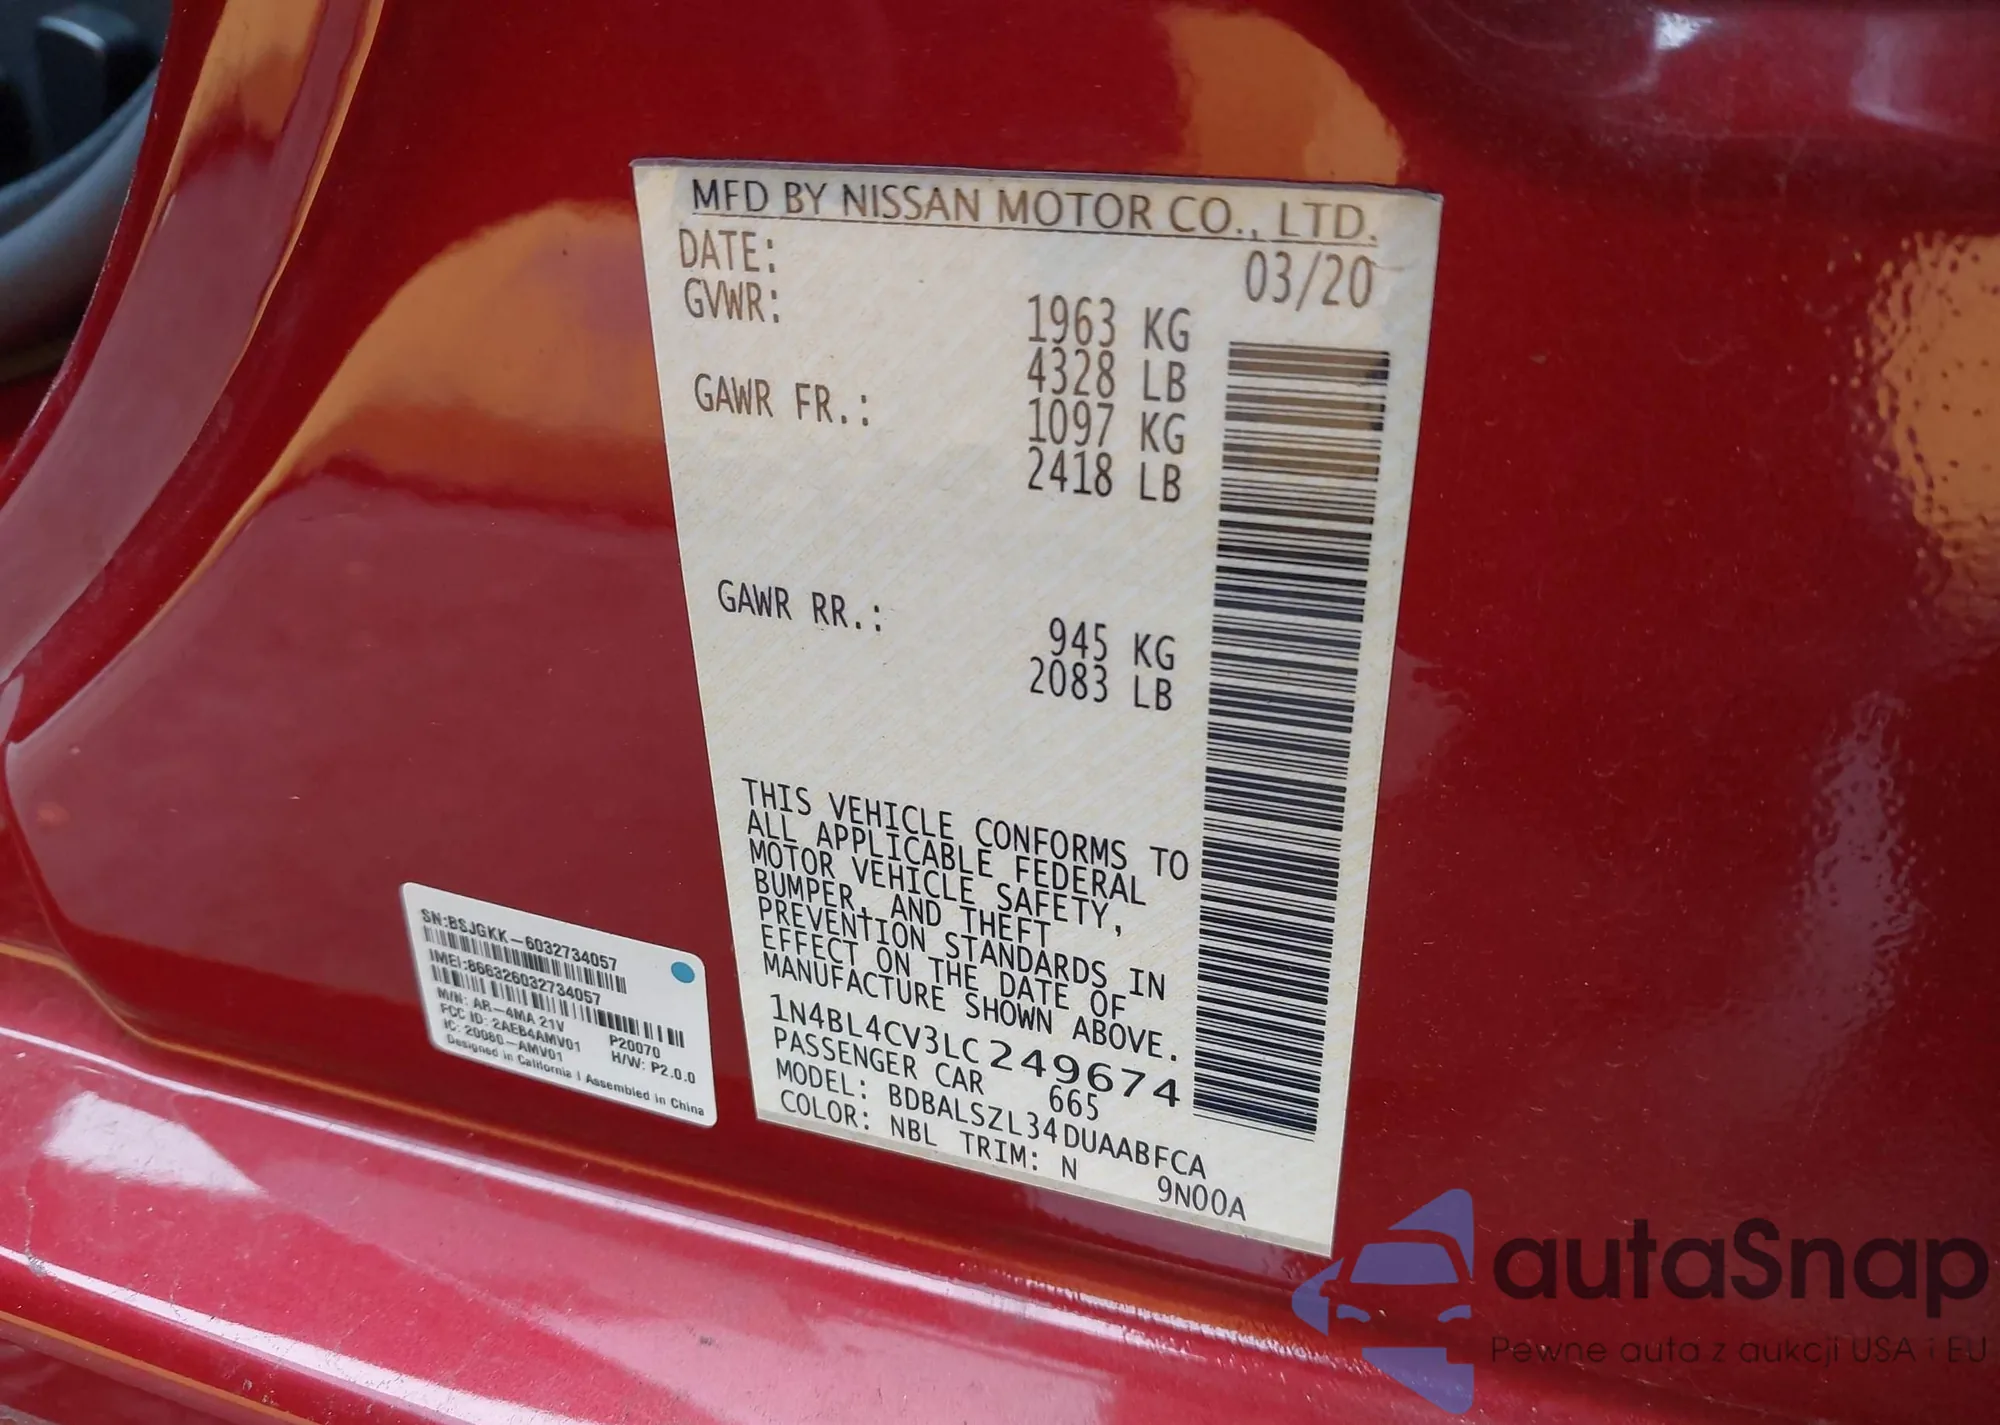 MFD BY NISSAN MOTOR CO., LTD.
DATE: 03/20
GVWR: 1963 KG
4328 LB
GAWR FR.: 1097 KG
2418 LB
GAWR RR.: 945 KG
2083 LB
THIS VEHICLE CONFORMS TO
ALL APPLICABLE FEDERAL
MOTOR VEHICLE SAFETY,
BUMPER, AND THEFT
PREVENTION STANDARDS IN
EFFECT ON THE DATE OF
MANUFACTURE SHOWN ABOVE.
1N4BL4CV3LC249674
PASSENGER CAR 665
MODEL: BDBALSZL34DUAABFCA
COLOR: NBL TRIM: N 9N00A
SN:BSJGKK-6032734057
IMEI:866326032734057
M/N: AR-4MA 21V P20070
FCC ID: 2AEB4AMV01 H/W: P2.0.0
IC: 20080-AMV01
Designed in California | Assembled in China
autaSnap
Pewne auta z aukcji USA i EU